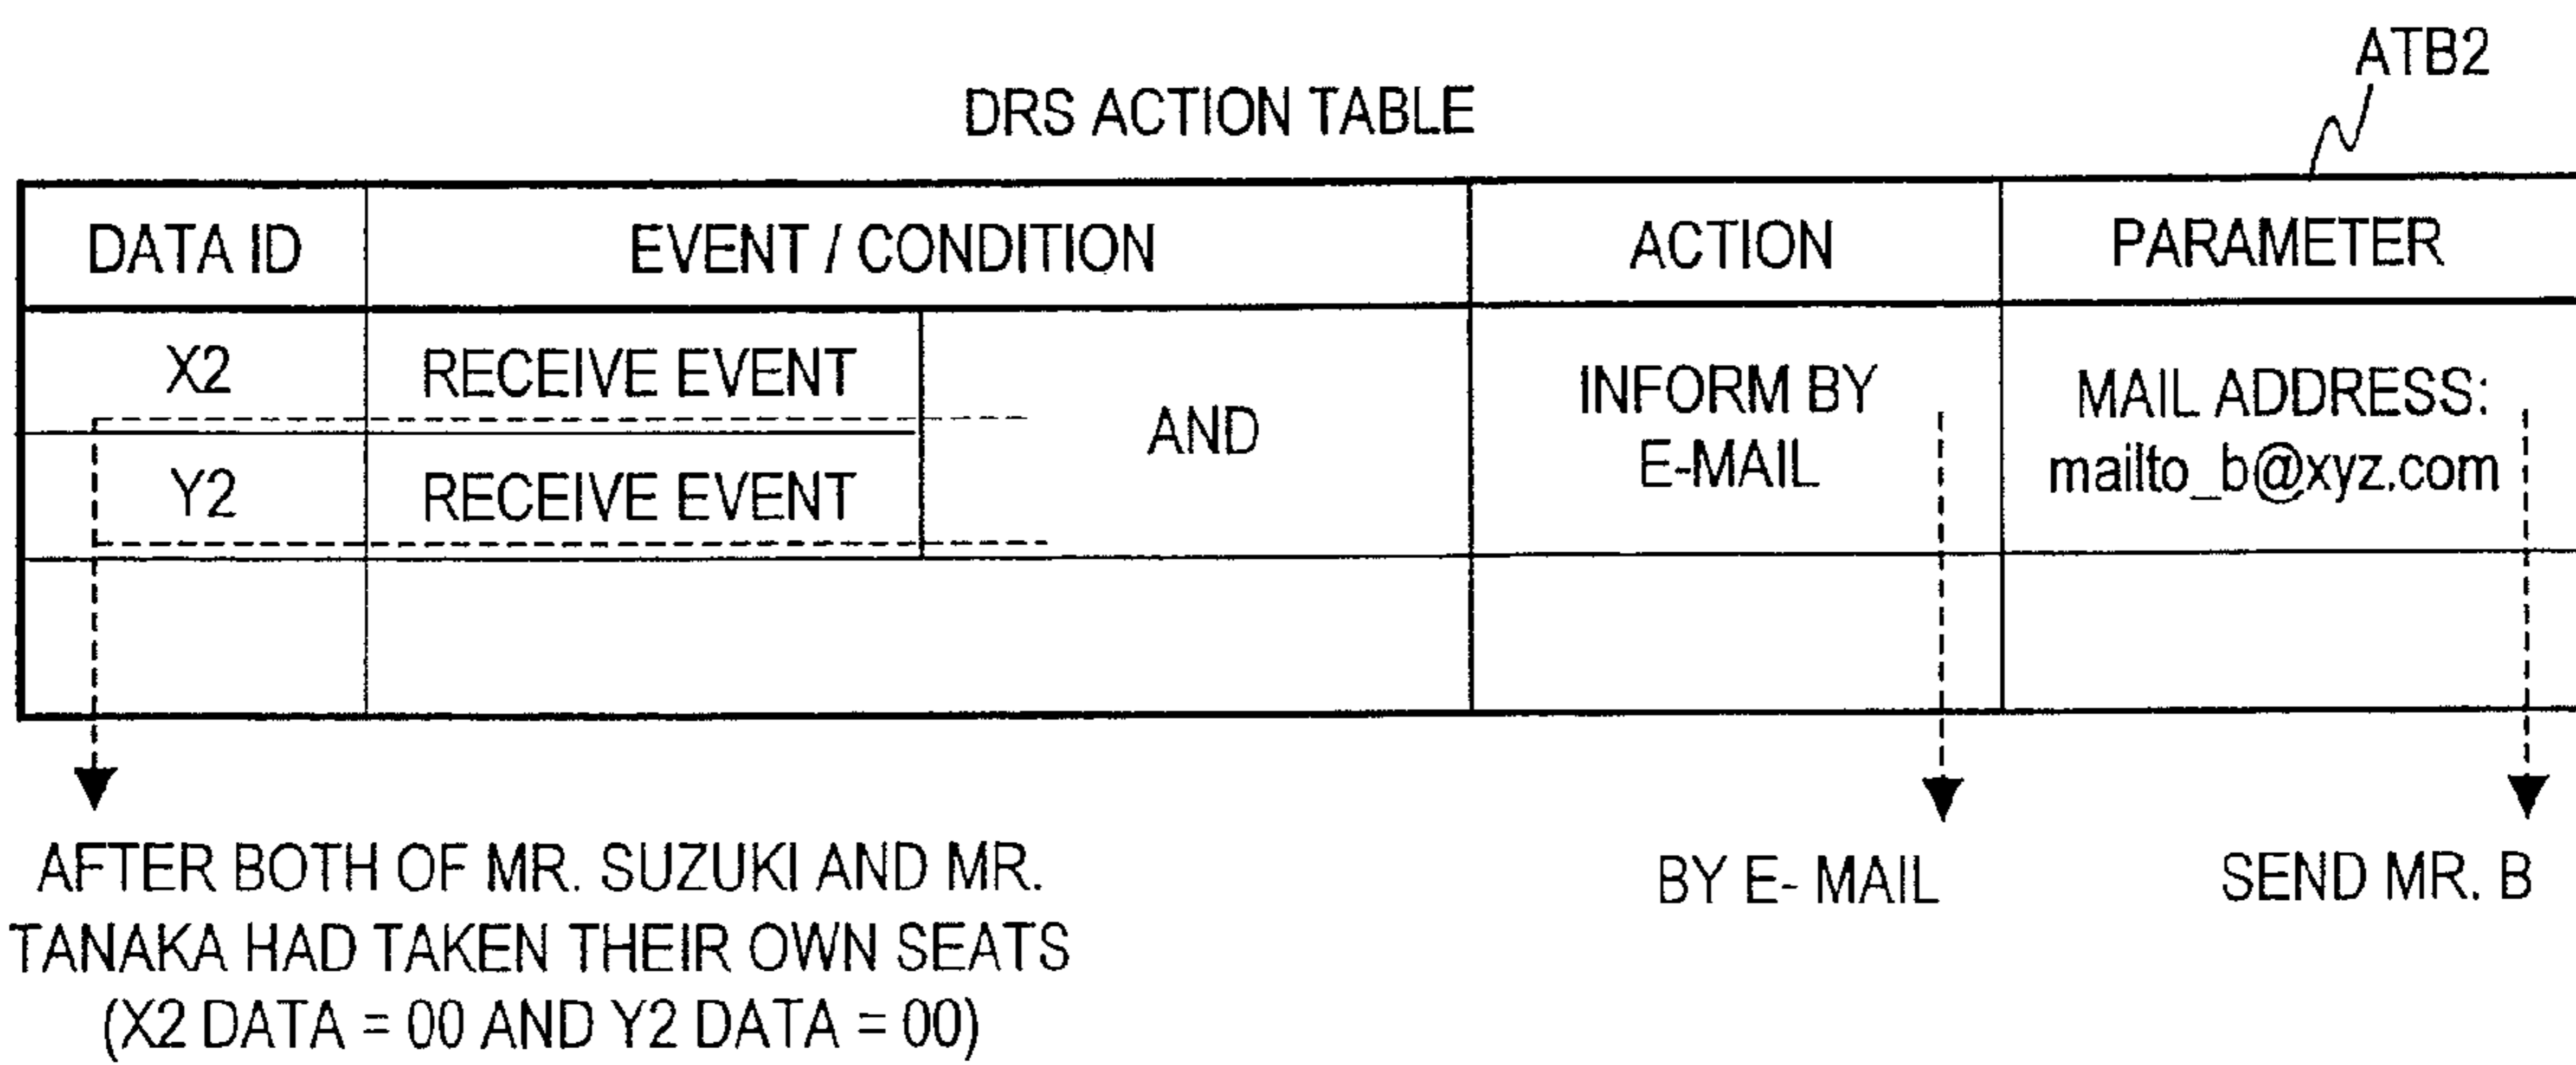 ATB2
DRS ACTION TABLE
DATA ID EVENT / CONDITION ACTION PARAMETER
X2 RECEIVE EVENT
Y2 RECEIVE EVENT
AND
INFORM BY
E-MAIL
MAIL ADDRESS:
mailto_b@xyz.com
AFTER BOTH OF MR. SUZUKI AND MR.
TANAKA HAD TAKEN THEIR OWN SEATS
(X2 DATA = 00 AND Y2 DATA = 00)
BY E- MAIL
SEND MR. B